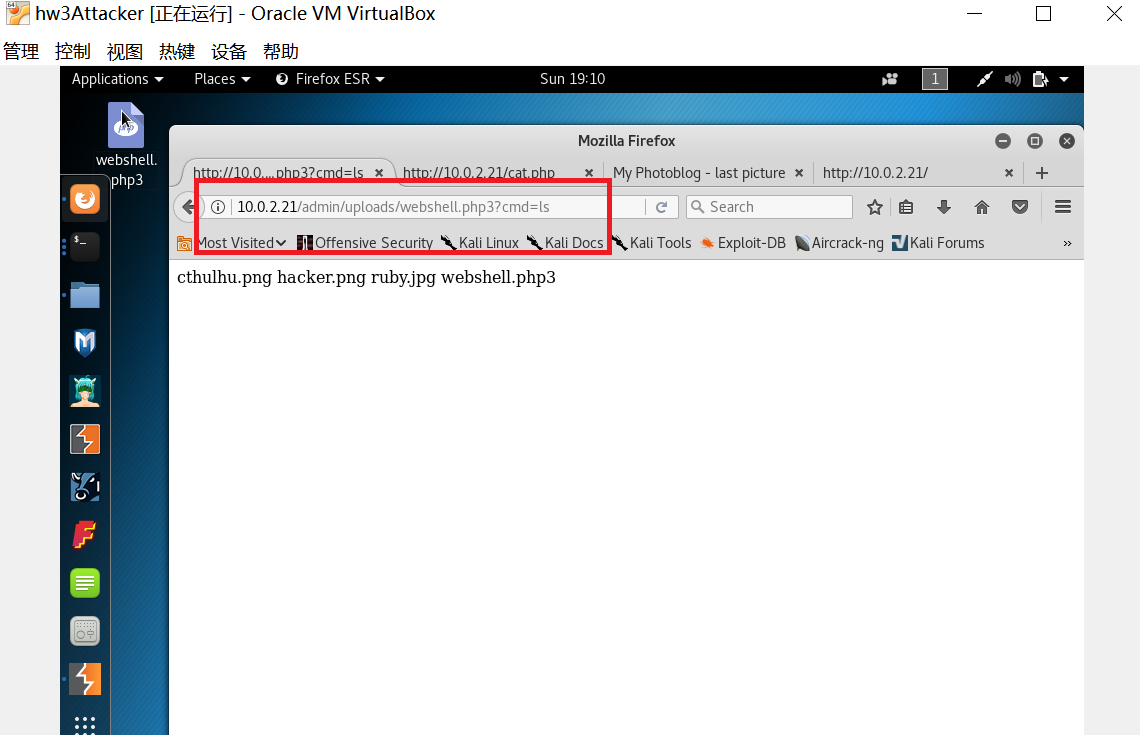 hw3Attacker [正在运行] - Oracle VM VirtualBox
管理 控制 视图 热键 设备 帮助
Applications Places Firefox ESR Sun 19:10 1
webshell.
php3
Mozilla Firefox
http://10.0....php3?cmd=ls http://10.0.2.21/cat.php My Photoblog - last picture http://10.0.2.21/
10.0.2.21/admin/uploads/webshell.php3?cmd=ls Search
Most Visited Offensive Security Kali Linux Kali Docs Kali Tools Exploit-DB Aircrack-ng Kali Forums »
cthulhu.png hacker.png ruby.jpg webshell.php3